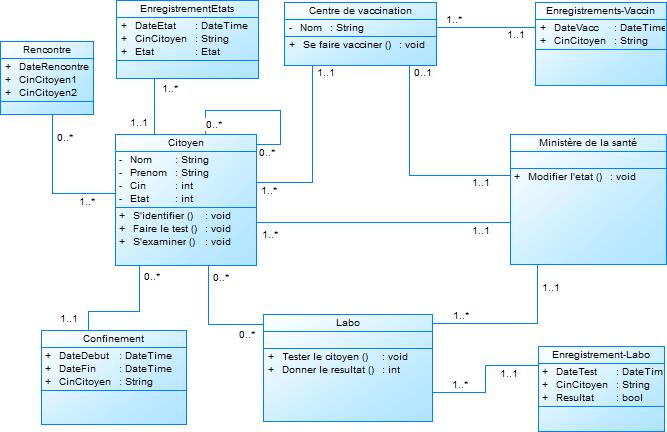 EnregistrementEtats
+ DateEtat : DateTime
+ CinCitoyen : String
+ Etat : Etat
Centre de vaccination
- Nom : String
+ Se faire vacciner () : void
Enregistrements-Vaccin
+ DateVacc : DateTime
+ CinCitoyen : String
Rencontre
+ DateRencontre
+ CinCitoyen1
+ CinCitoyen2
1..*
1..1
1..*
1..1
1..1
0..1
0..*
0..*
0..*
1..*
Citoyen
- Nom : String
- Prenom : String
- Cin : int
- Etat : int
+ S'identifier () : void
+ Faire le test () : void
+ S'examiner () : void
1..*
1..*
1..1
1..1
Ministère de la santé
+ Modifier l'etat () : void
0..*
1..1
0..*
0..*
1..1
1..*
Confinement
+ DateDebut : DateTime
+ DateFin : DateTime
+ CinCitoyen : String
Labo
+ Tester le citoyen () : void
+ Donner le resultat () : int
1..*
1..1
Enregistrement-Labo
+ DateTest : DateTim
+ CinCitoyen : String
+ Resultat : bool